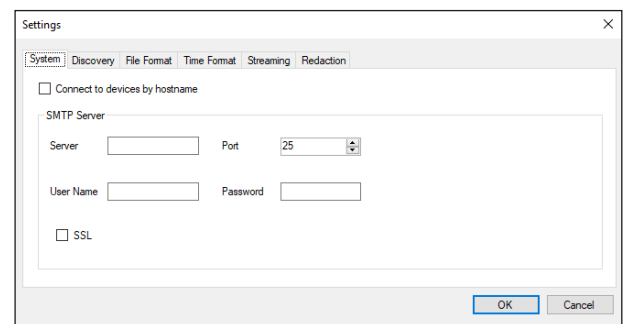 Settings
System Discovery File Format Time Format Streaming Redaction
Connect to devices by hostname
SMTP Server
Server Port 25
User Name Password
SSL
OK Cancel